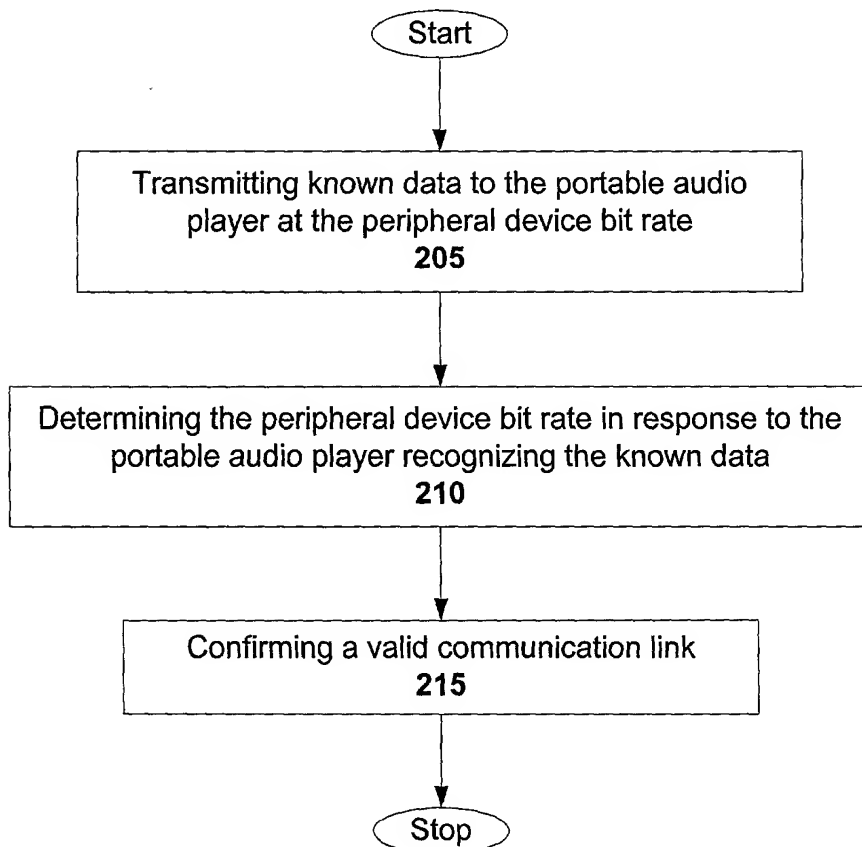 Start
Transmitting known data to the portable audio
player at the peripheral device bit rate
205
Determining the peripheral device bit rate in response to the
portable audio player recognizing the known data
210
Confirming a valid communication link
215
Stop